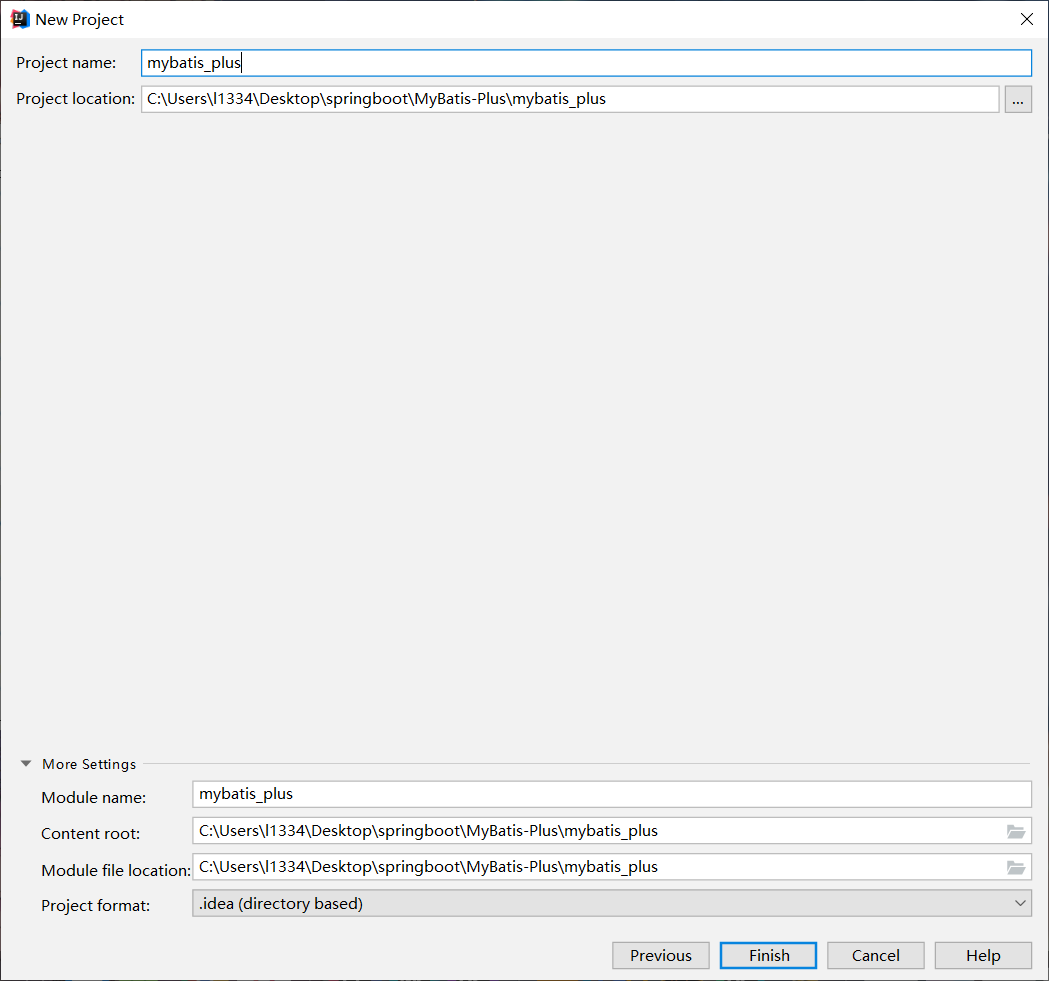 New Project
Project name: mybatis_plus
Project location: C:\Users\l1334\Desktop\springboot\MyBatis-Plus\mybatis_plus ...
More Settings
Module name: mybatis_plus
Content root: C:\Users\l1334\Desktop\springboot\MyBatis-Plus\mybatis_plus
Module file location: C:\Users\l1334\Desktop\springboot\MyBatis-Plus\mybatis_plus
Project format: .idea (directory based)
Previous Finish Cancel Help